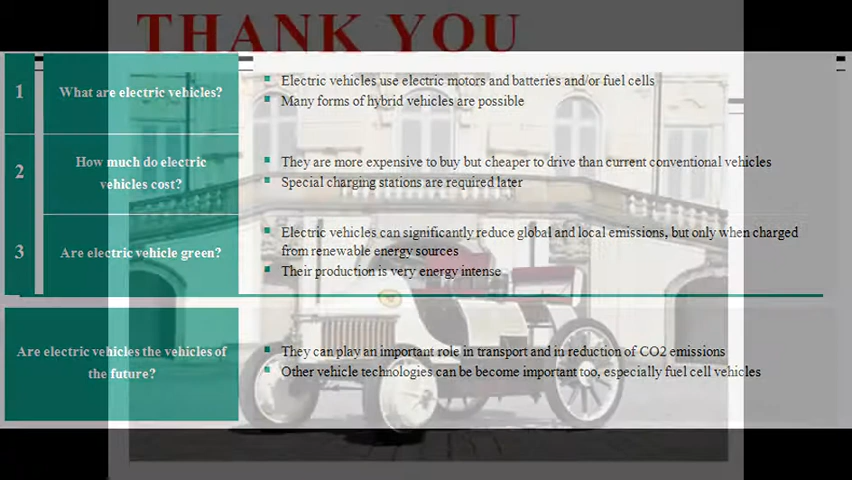 THANK YOU
1
What are electric vehicles?
Electric vehicles use electric motors and batteries and/or fuel cells
Many forms of hybrid vehicles are possible
2
How much do electric
vehicles cost?
They are more expensive to buy but cheaper to drive than current conventional vehicles
Special charging stations are required later
3
Are electric vehicle green?
Electric vehicles can significantly reduce global and local emissions, but only when charged
from renewable energy sources
Their production is very energy intense
Are electric vehicles the vehicles of
the future?
They can play an important role in transport and in reduction of CO2 emissions
Other vehicle technologies can be become important too, especially fuel cell vehicles